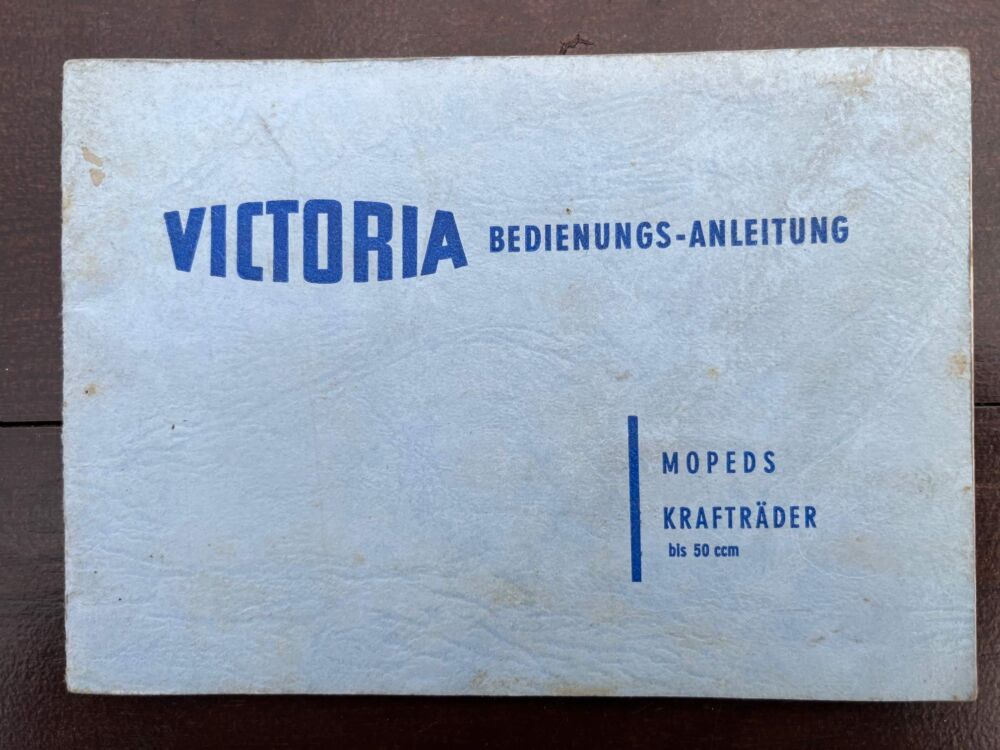 VICTORIA BEDIENUNGS-ANLEITUNG
MOPEDS
KRAFTRÄDER
bis 50 ccm